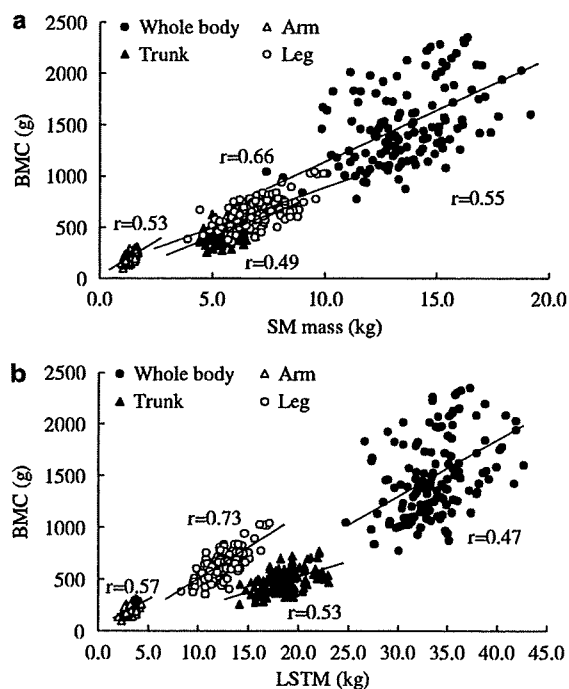 a
● Whole body △ Arm
▲ Trunk ○ Leg
2500
2000
1500
1000
500
0
BMC (g)
r=0.53
r=0.66
r=0.49
r=0.55
0.0 5.0 10.0 15.0 20.0
SM mass (kg)
b
● Whole body △ Arm
▲ Trunk ○ Leg
2500
2000
1500
1000
500
0
BMC (g)
r=0.57
r=0.73
r=0.53
r=0.47
0.0 5.0 10.0 15.0 20.0 25.0 30.0 35.0 40.0 45.0
LSTM (kg)